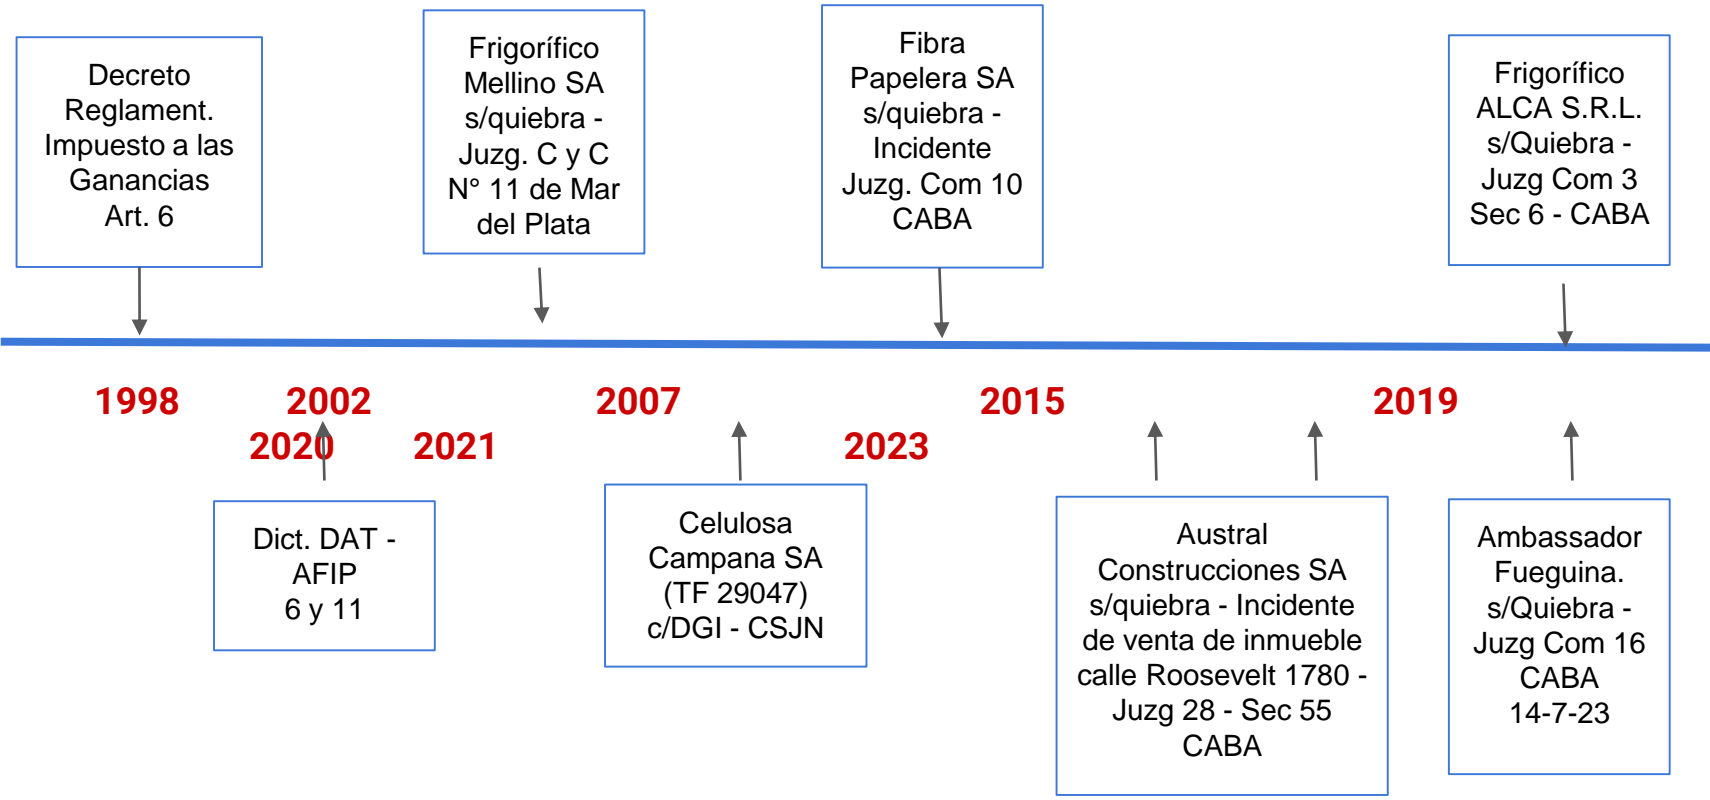 Decreto
Reglament.
Impuesto a las
Ganancias
Art. 6
Frigorífico
Mellino SA
s/quiebra -
Juzg. C y C
N° 11 de Mar
del Plata
Fibra
Papelera SA
s/quiebra -
Incidente
Juzg. Com 10
CABA
Frigorífico
ALCA S.R.L.
s/Quiebra -
Juzg Com 3
Sec 6 - CABA
1998 2002 2007 2015 2019
2020 2021 2023
Dict. DAT -
AFIP
6 y 11
Celulosa
Campana SA
(TF 29047)
c/DGI - CSJN
Austral
Construcciones SA
s/quiebra - Incidente
de venta de inmueble
calle Roosevelt 1780 -
Juzg 28 - Sec 55
CABA
Ambassador
Fueguina.
s/Quiebra -
Juzg Com 16
CABA
14-7-23